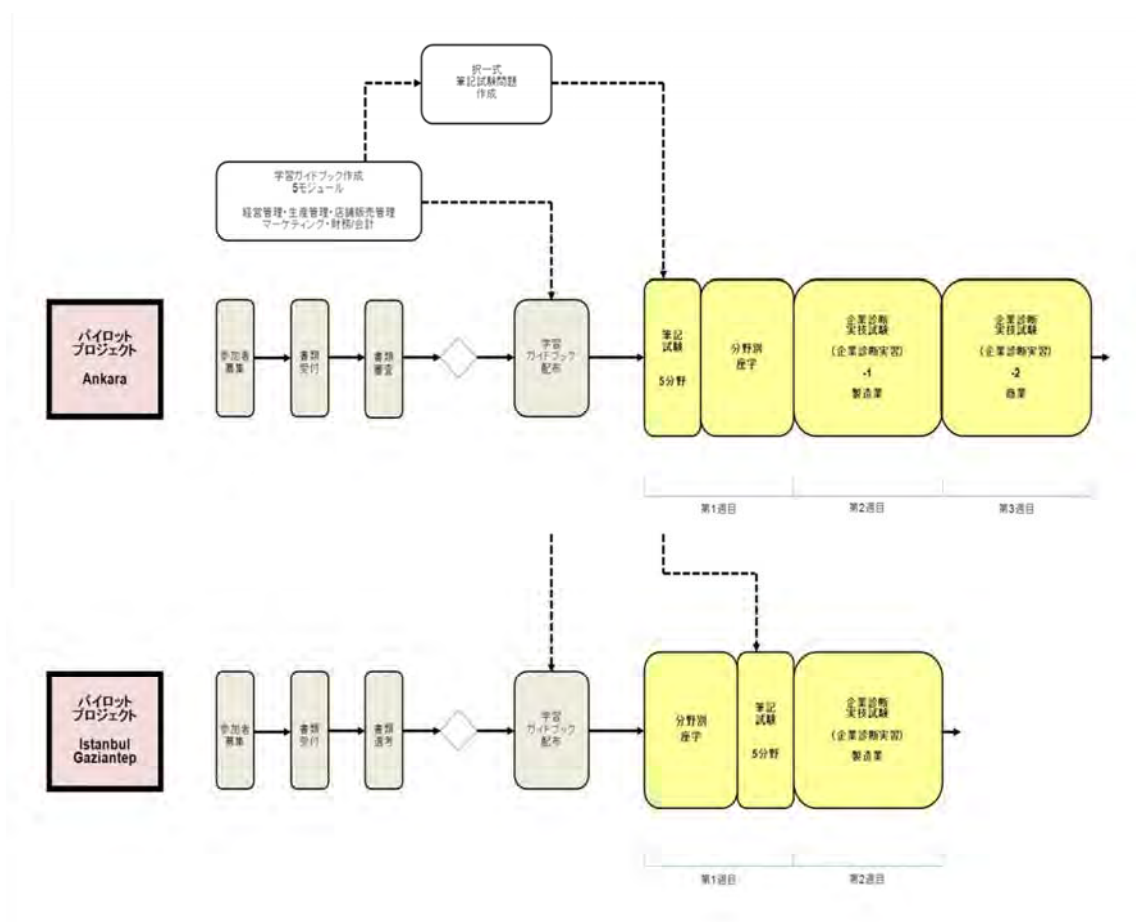 択一式
筆記試験問題
作成
学習ガイドブック作成
5モジュール
経営管理・生産管理・店舗販売管理
マーケティング・財務/会計
パイロット
プロジェクト
Ankara
参加者
募集
書類
受付
書類
審査
学習
ガイドブック
配布
筆記
試験
5分野
分野別
座学
企業診断
実技試験
(企業診断実習)
-1
製造業
企業診断
実技試験
(企業診断実習)
-2
商業
第1週目
第2週目
第3週目
パイロット
プロジェクト
Istanbul
Gaziantep
参加者
募集
書類
受付
書類
選考
学習
ガイドブック
配布
分野別
座学
筆記
試験
5分野
企業診断
実技試験
(企業診断実習)
製造業
第1週目
第2週目